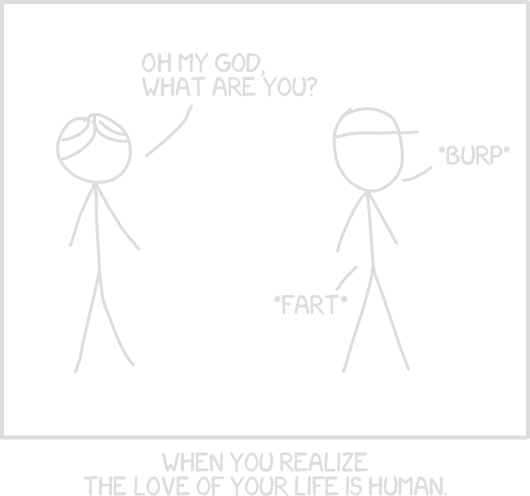 OH MY GOD,
WHAT ARE YOU?
*BURP*
*FART*
WHEN YOU REALIZE
THE LOVE OF YOUR LIFE IS HUMAN.